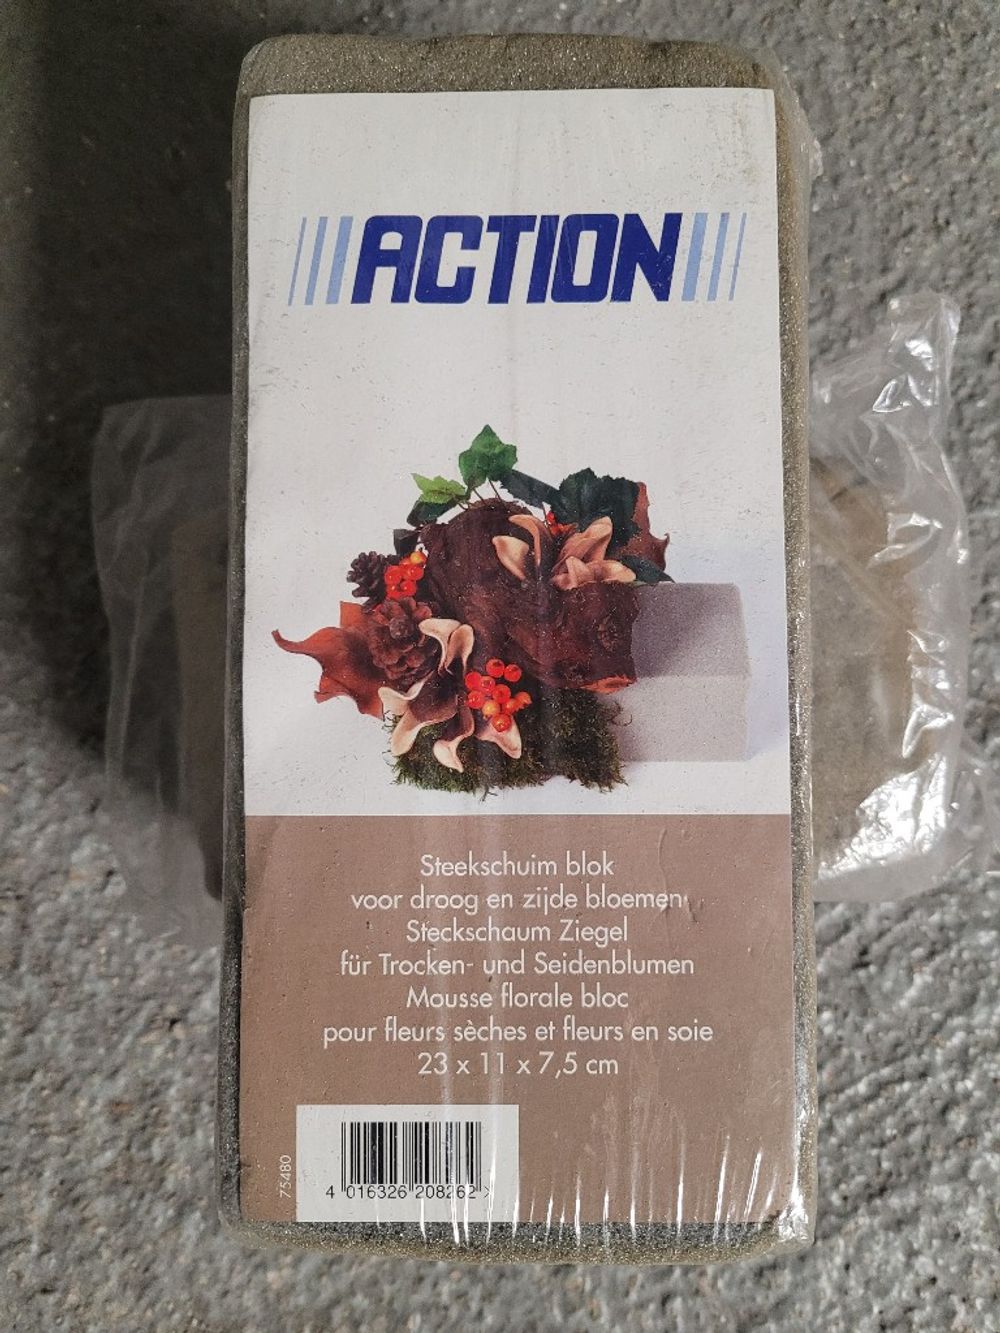 ACTION
Steekschuim blok
voor droog en zijde bloemen
Steckschaum Ziegel
für Trocken- und Seidenblumen
Mousse florale bloc
pour fleurs sèches et fleurs en soie
23 x 11 x 7,5 cm
75480
4 016326 208262 >